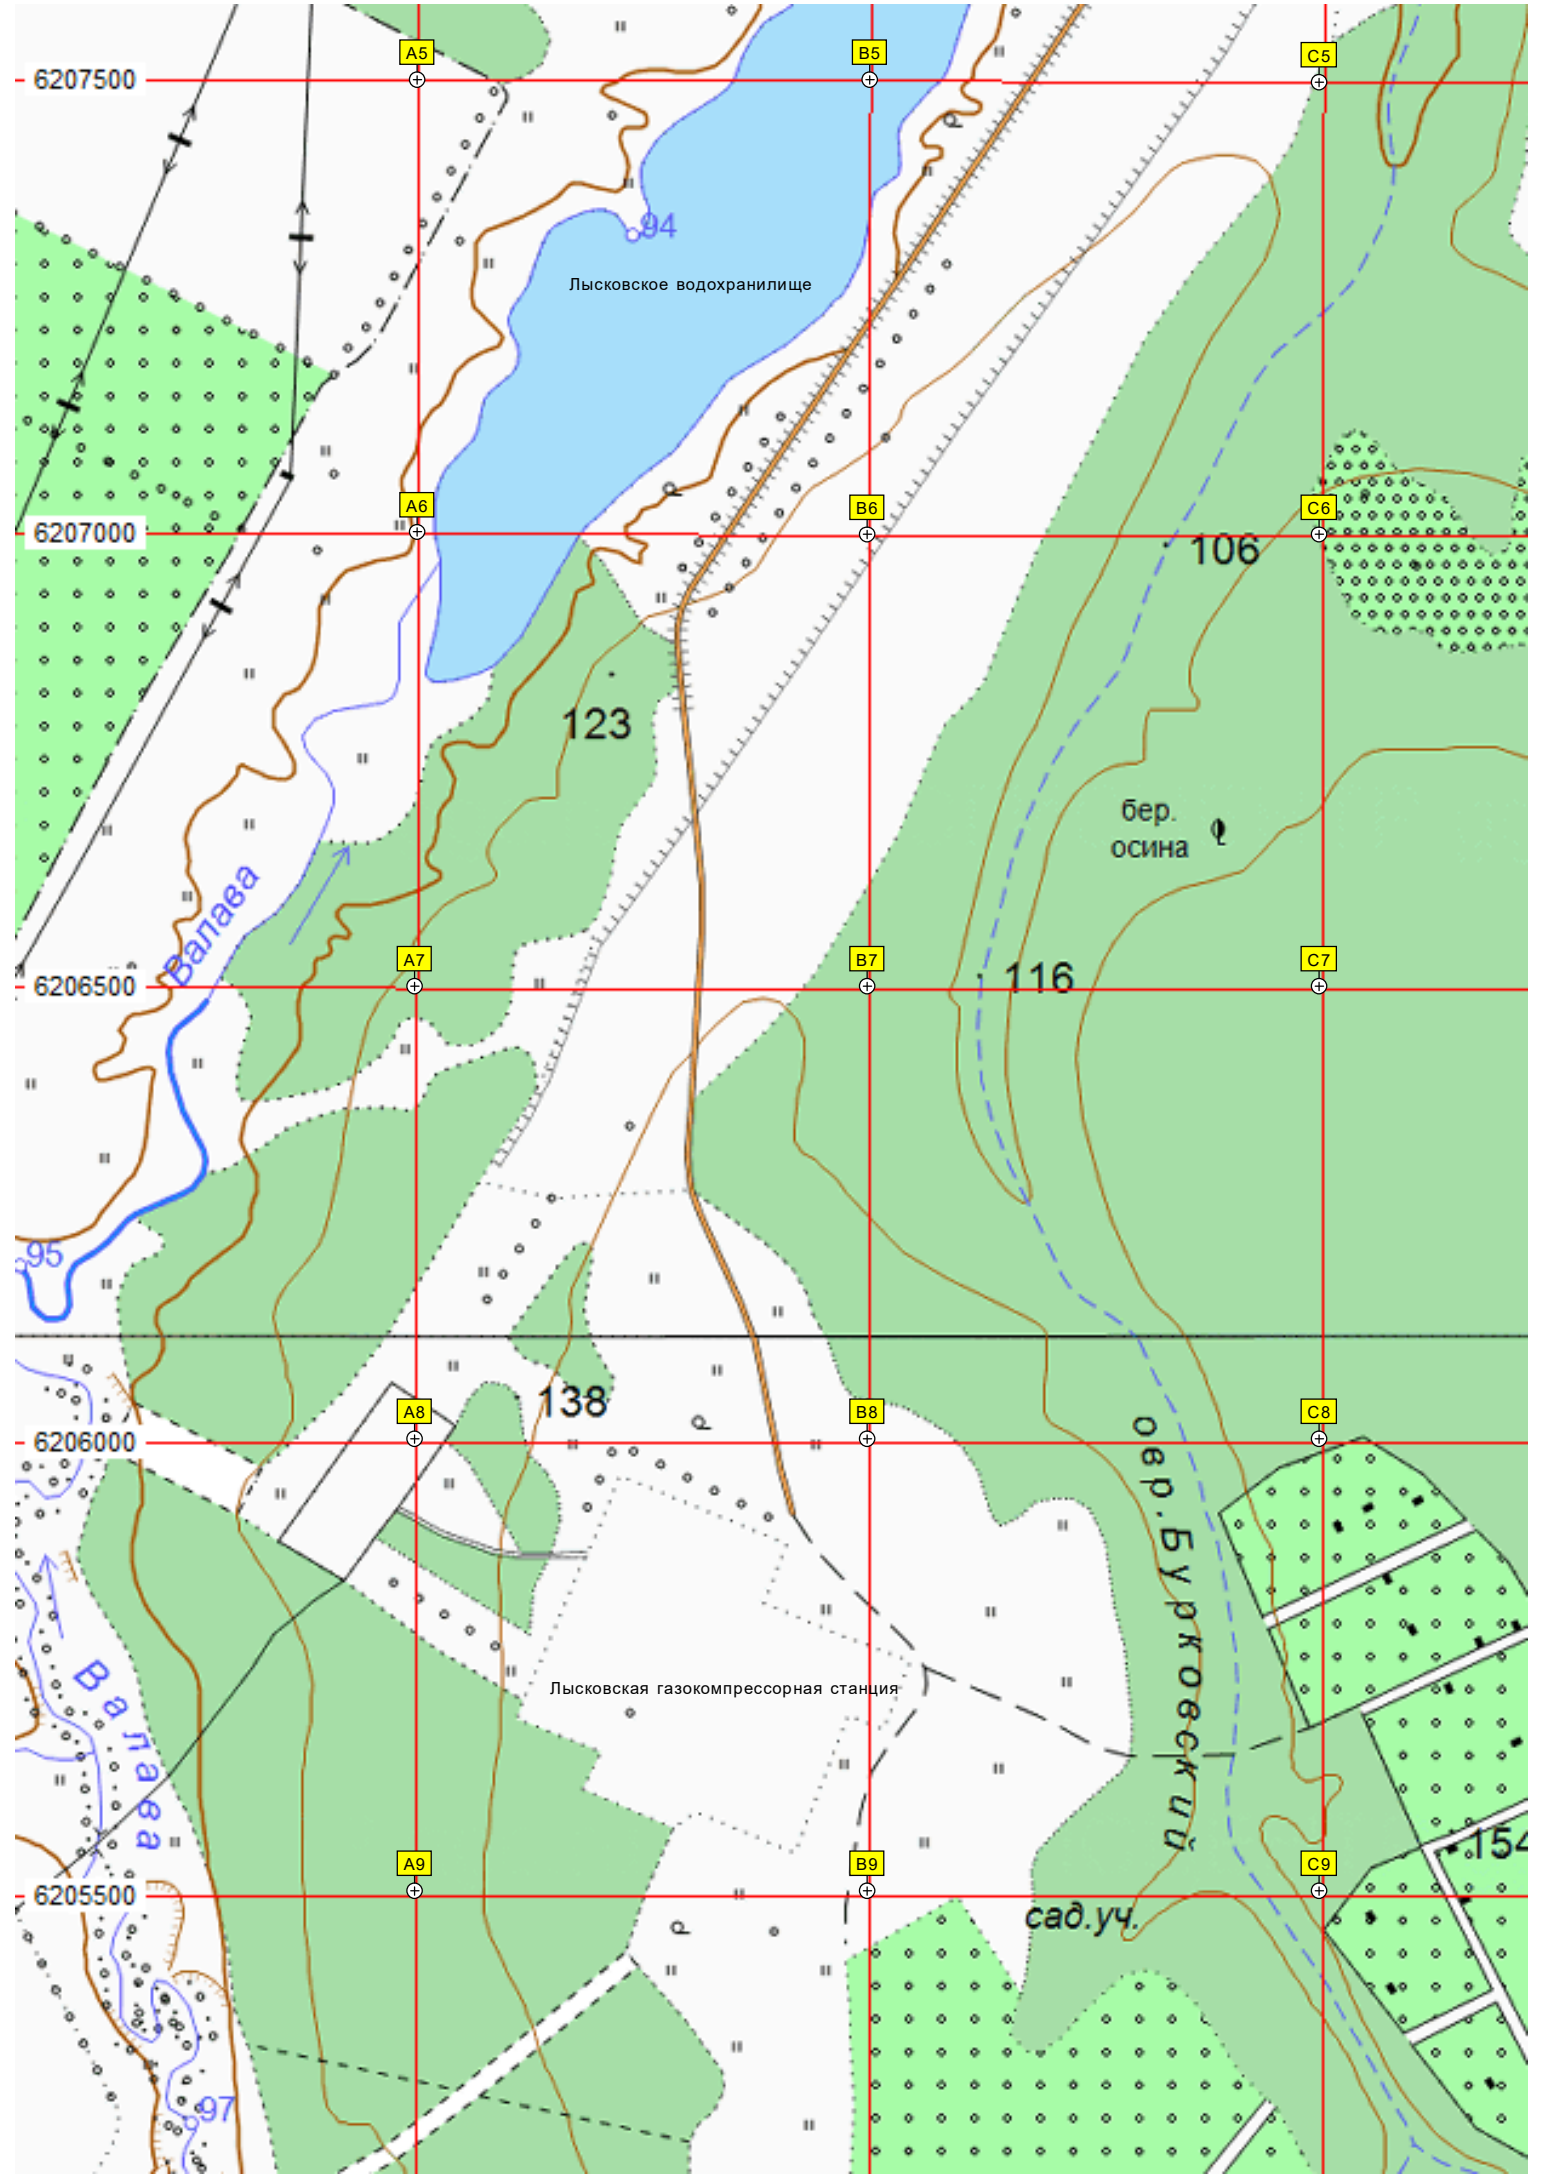 A5
B5
C5
6207500
94
Лысковское водохранилище
A6
B6
C6
6207000
106
123
бер.
осина
Валава
A7
B7
C7
6206500
116
95
138
A8
B8
C8
6206000
овр. Бурковский
Валава
Лысковская газокомпрессорная станция
154
A9
B9
C9
6205500
сад.уч.
97